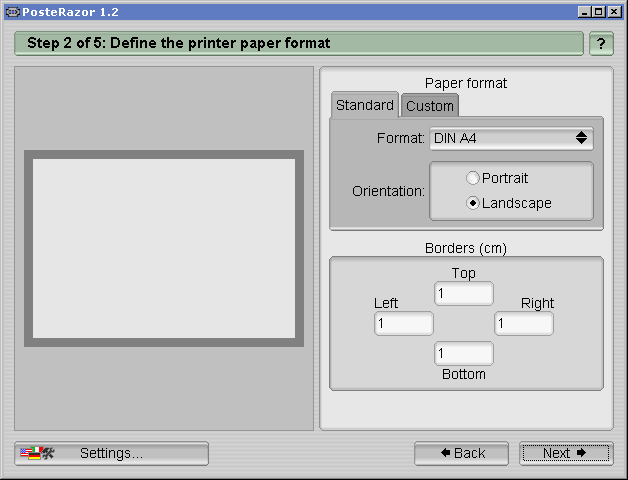 PosteRazor 1.2
Step 2 of 5: Define the printer paper format
?
Paper format
Standard Custom
Format: DIN A4
Orientation:
Portrait
Landscape
Borders (cm)
Top
1
Left Right
1 1
1
Bottom
Settings... Back Next